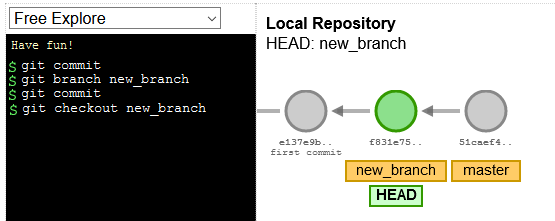 Free Explore
Have fun!
$ git commit
$ git branch new_branch
$ git commit
$ git checkout new_branch
Local Repository
HEAD: new_branch
e137e9b..
first commit
f831e75..
51caef4..
new_branch
master
HEAD